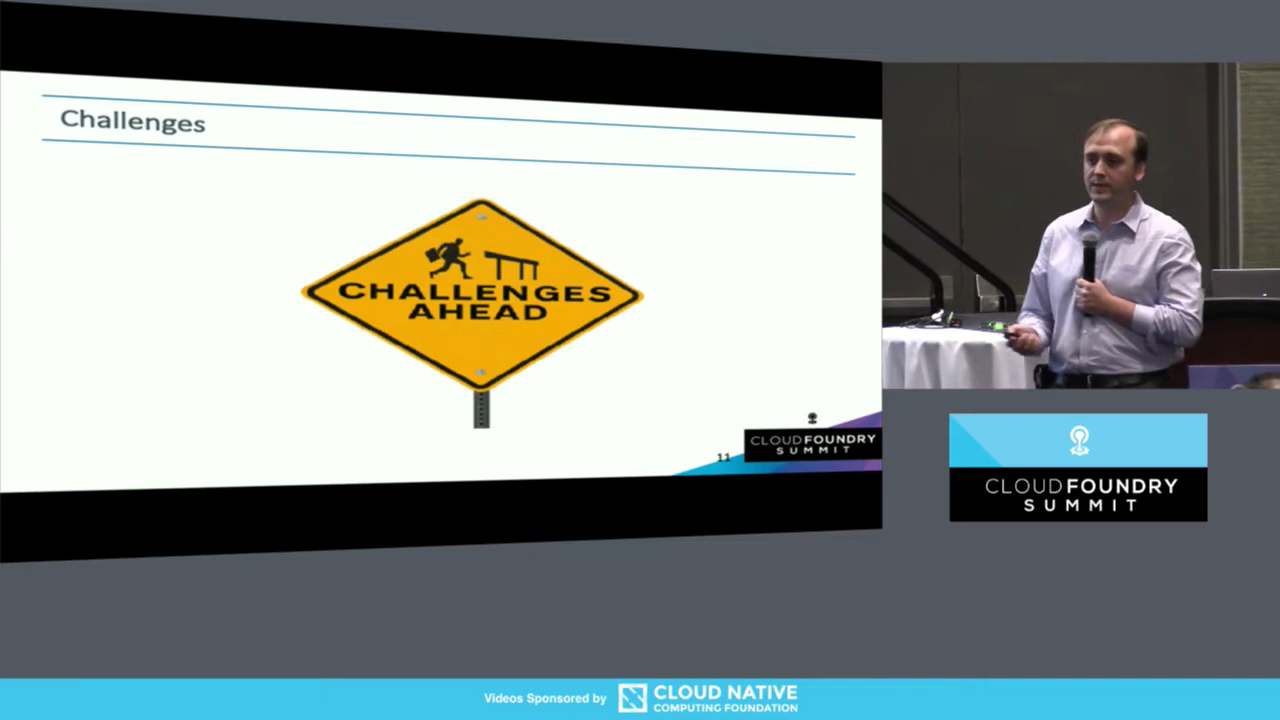 Challenges
CHALLENGES
AHEAD
11
CLOUDFOUNDRY
SUMMIT
CLOUDFOUNDRY
SUMMIT
Videos Sponsored by
CLOUD NATIVE
COMPUTING FOUNDATION